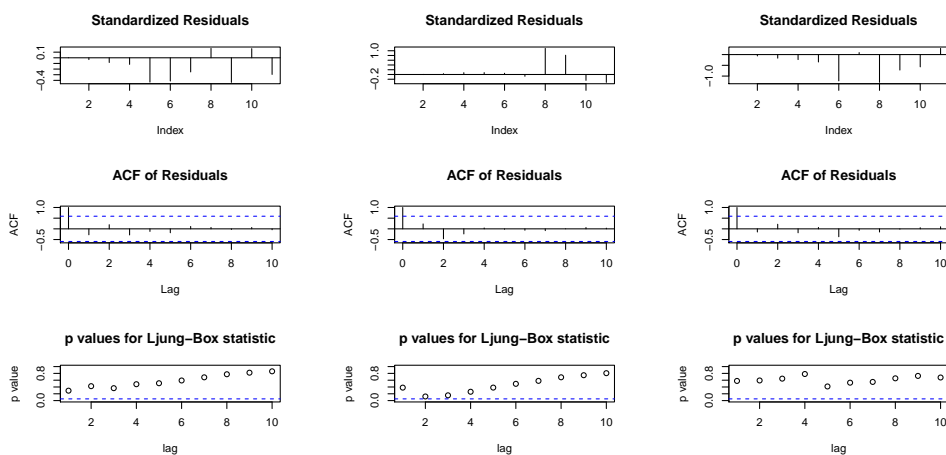 Standardized Residuals
0.1
−0.4
2 4 6 8 10
Index
ACF of Residuals
ACF
1.0
−0.5
0 2 4 6 8 10
Lag
p values for Ljung−Box statistic
p value
0.8
0.0
2 4 6 8 10
lag
Standardized Residuals
1.0
−0.2
2 4 6 8 10
Index
ACF of Residuals
ACF
1.0
−0.5
0 2 4 6 8 10
Lag
p values for Ljung−Box statistic
p value
0.8
0.0
2 4 6 8 10
lag
Standardized Residuals
−1.0
2 4 6 8 10
Index
ACF of Residuals
ACF
1.0
−0.5
0 2 4 6 8 10
Lag
p values for Ljung−Box statistic
p value
0.8
0.0
2 4 6 8 10
lag